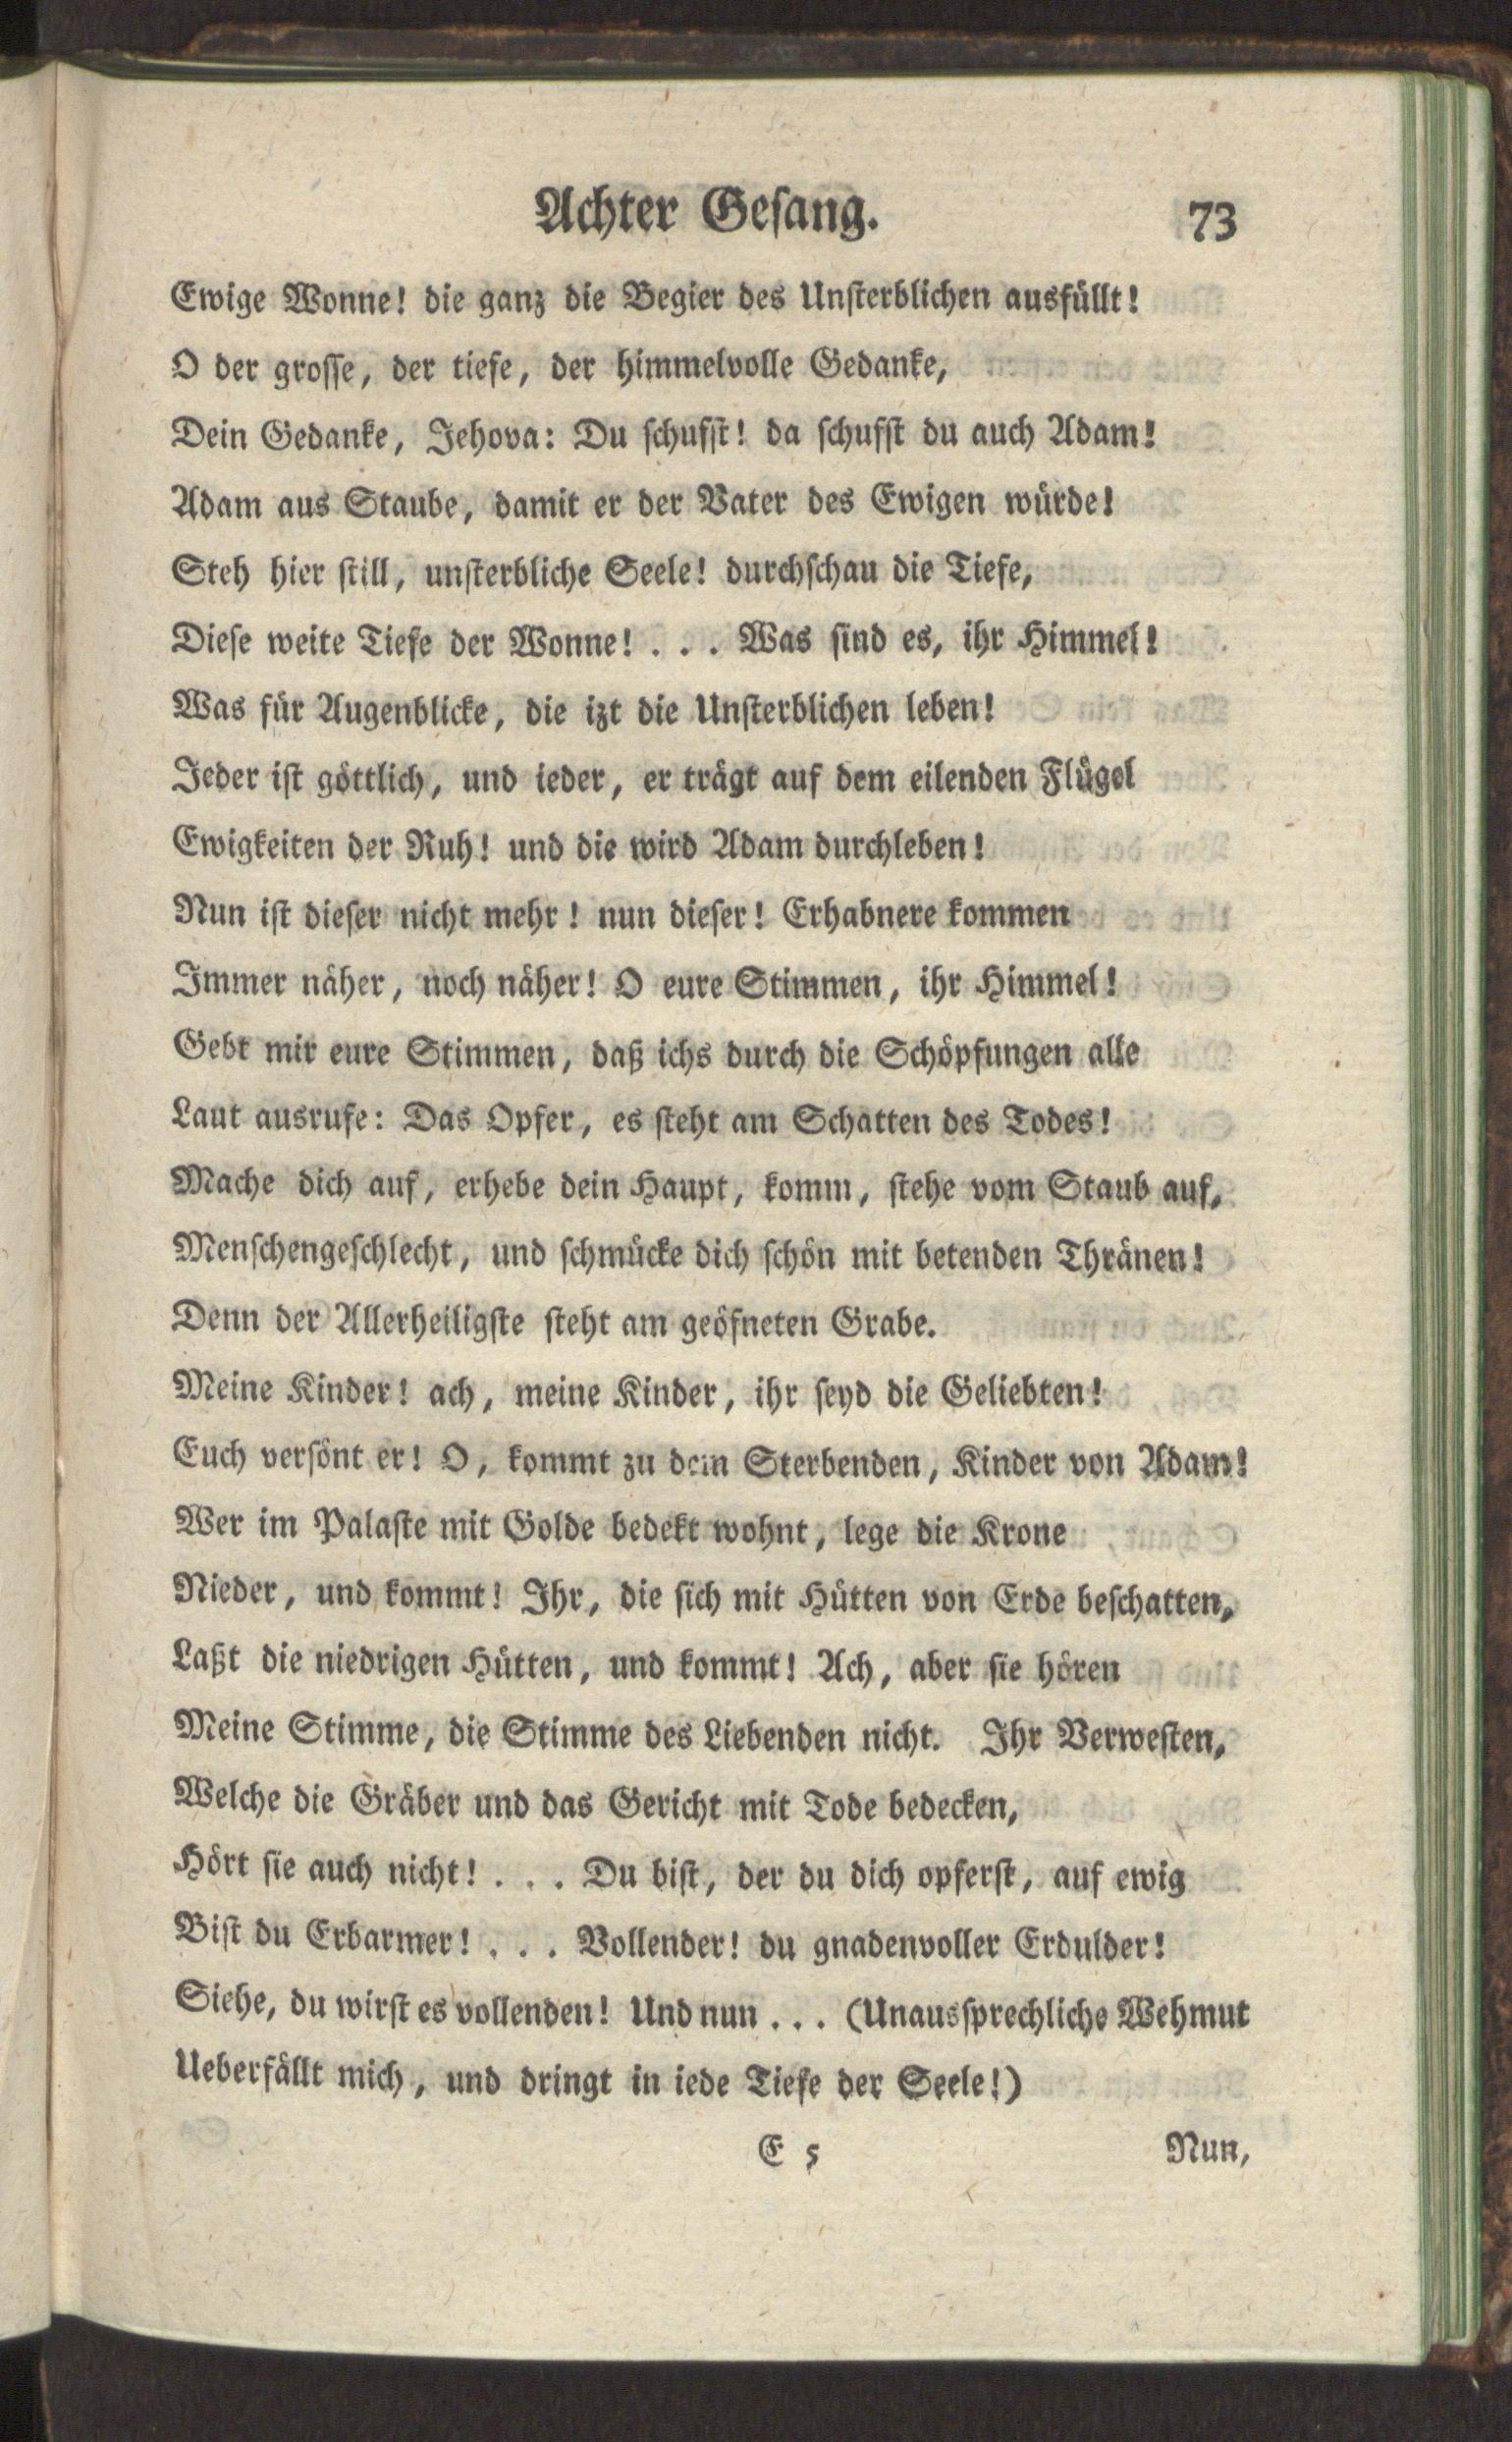 Achter Gesang. 73
Ewige Wonne! die ganz die Begier des Unsterblichen ausfüllt!
O der grosse, der tiefe, der himmelvolle Gedanke,
Dein Gedanke, Jehova: Du schufst! da schufst du auch Adam!
Adam aus Staube, damit er der Vater des Ewigen würde!
Steh hier still, unsterbliche Seele! durchschau die Tiefe,
Diese weite Tiefe der Wonne! . . . Was sind es, ihr Himmel!
Was für Augenblicke, die izt die Unsterblichen leben!
Jeder ist göttlich, und ieder, er trägt auf dem eilenden Flügel
Ewigkeiten der Ruh! und die wird Adam durchleben!
Nun ist dieser nicht mehr! nun dieser! Erhabnere kommen
Immer näher, noch näher! O eure Stimmen, ihr Himmel!
Gebt mir eure Stimmen, daß ichs durch die Schöpfungen alle
Laut ausrufe: Das Opfer, es steht am Schatten des Todes!
Mache dich auf, erhebe dein Haupt, komm, stehe vom Staub auf,
Menschengeschlecht, und schmücke dich schön mit betenden Thränen!
Denn der Allerheiligste steht am geöfneten Grabe.
Meine Kinder! ach, meine Kinder, ihr seyd die Geliebten!
Euch versönt er! O, kommt zu dem Sterbenden, Kinder von Adam!
Wer im Palaste mit Golde bedekt wohnt, lege die Krone
Nieder, und kommt! Ihr, die sich mit Hütten von Erde beschatten,
Laßt die niedrigen Hütten, und kommt! Ach, aber sie hören
Meine Stimme, die Stimme des Liebenden nicht. Ihr Verwesten,
Welche die Gräber und das Gericht mit Tode bedecken,
Hört sie auch nicht! . . . Du bist, der du dich opferst, auf ewig
Bist du Erbarmer! . . . Vollender! du gnadenvoller Erdulder!
Siehe, du wirst es vollenden! Und nun . . . (Unaussprechliche Wehmut
Ueberfällt mich, und dringt in iede Tiefe der Seele!)
E 5 Nun,